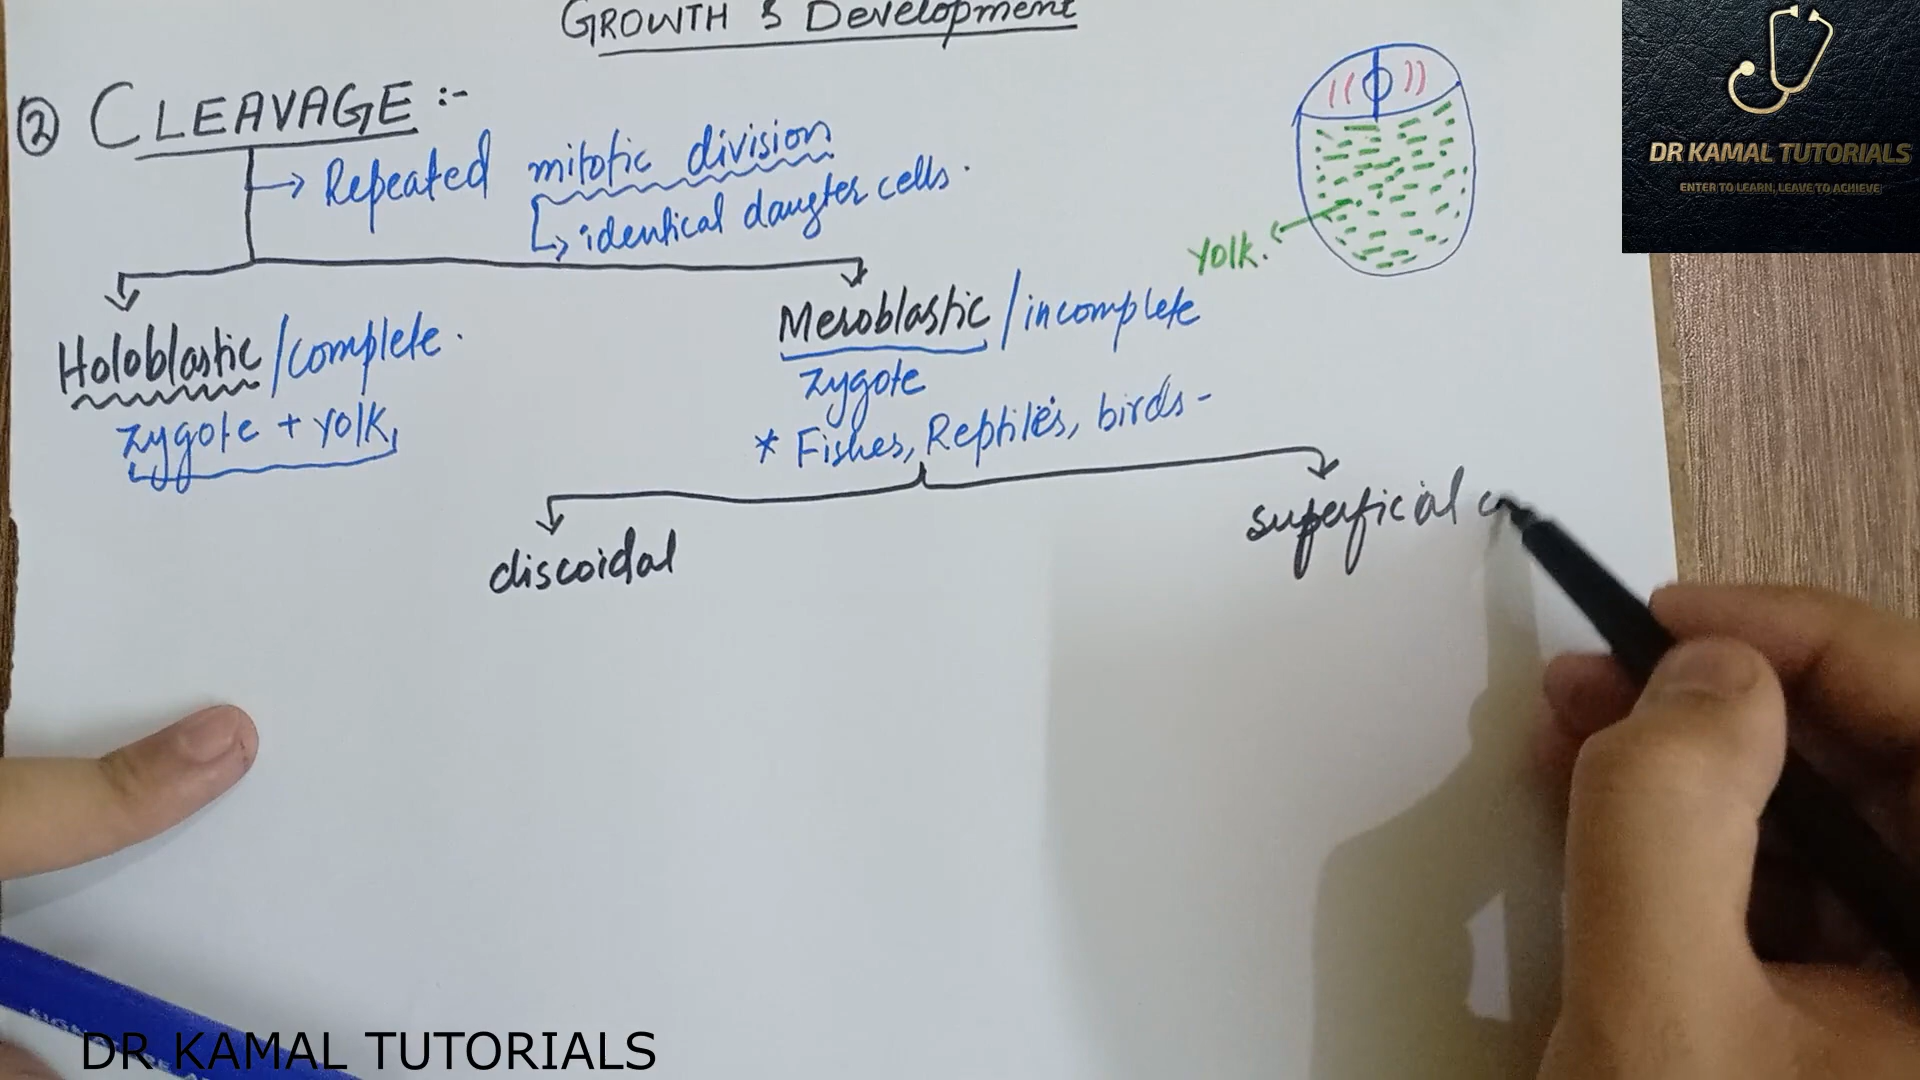 GROWTH & Development
② CLEAVAGE :-
→ Repeated mitotic division
↳ identical daugter cells.
Holoblastic / complete.
zygote + yolk
Meroblastic / incomplete
zygote
* Fishes, Reptiles, birds -
discoidal
superficial c
Yolk.
DR KAMAL TUTORIALS
ENTER TO LEARN, LEAVE TO ACHIEVE
DR KAMAL TUTORIALS